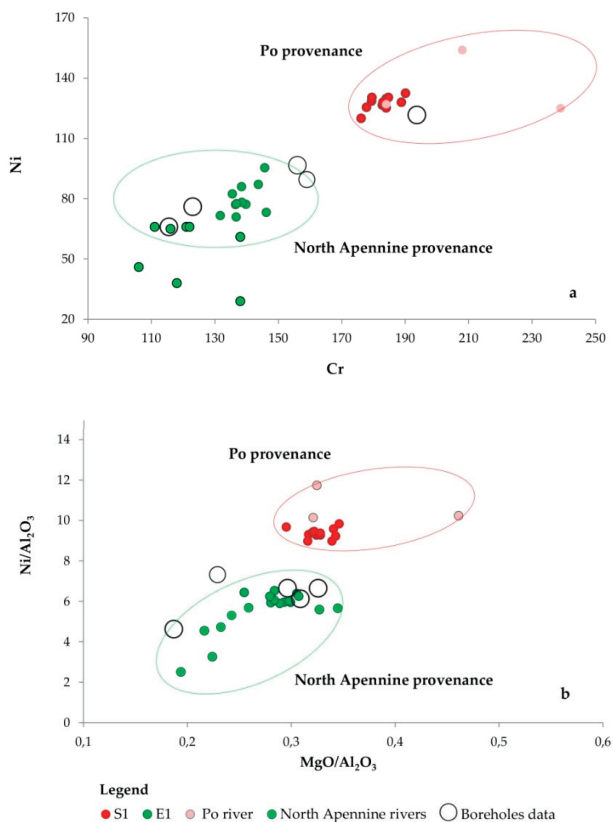 170
Po provenance
140
110
Ni
80
50
North Apennine provenance
a
20
90 110 130 150 170 190 210 230 250
Cr
14
Po provenance
12
10
Ni/Al₂O₃
8
6
4
2
North Apennine provenance
b
0
0,1 0,2 0,3 0,4 0,5 0,6
MgO/Al₂O₃
Legend
S1 E1 Po river North Apennine rivers Boreholes data